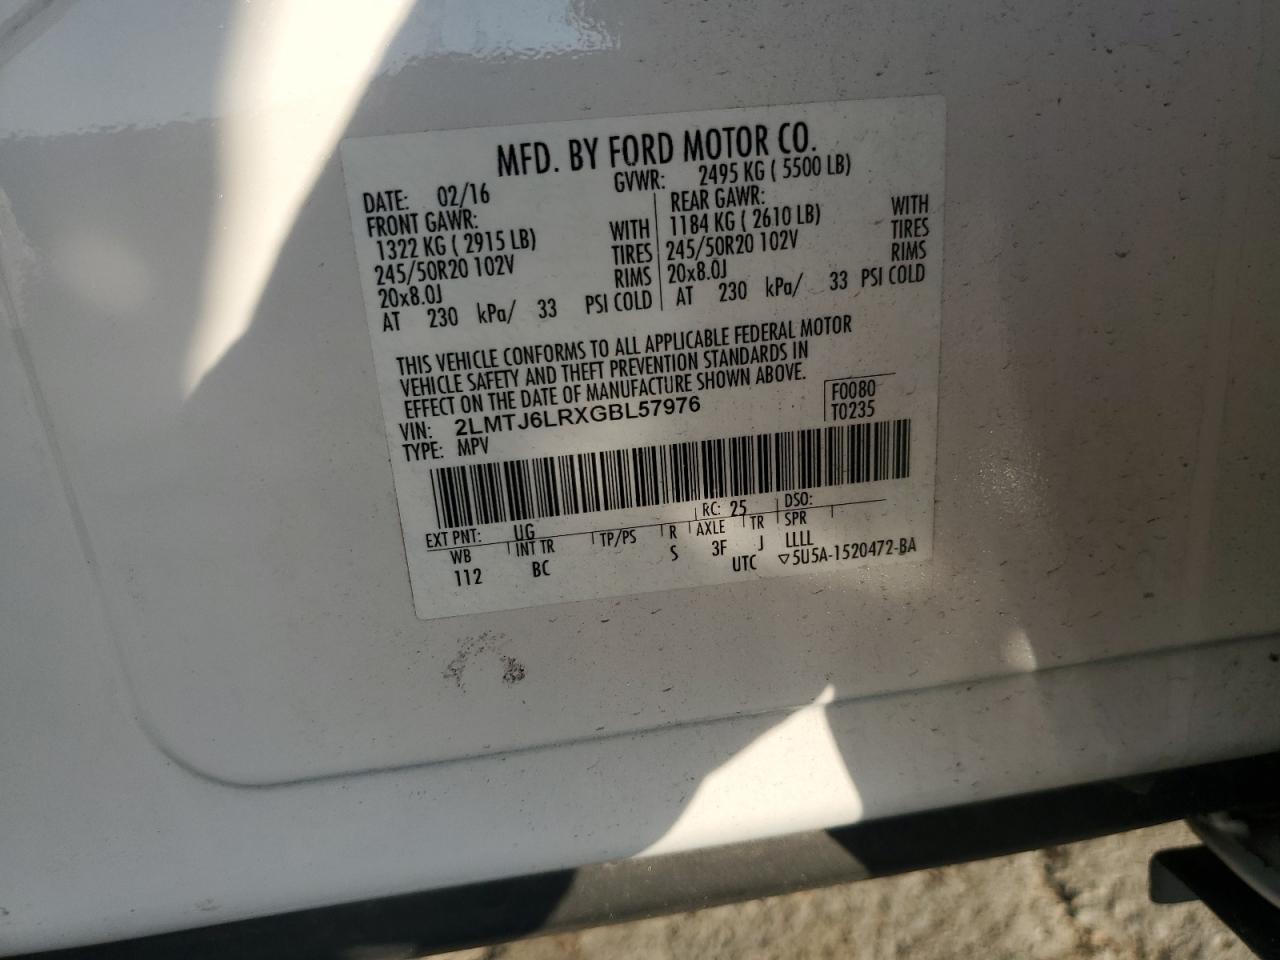 MFD. BY FORD MOTOR CO.
DATE: 02/16 GVWR: 2495 KG ( 5500 LB)
FRONT GAWR: REAR GAWR:
1322 KG ( 2915 LB) WITH 1184 KG ( 2610 LB) WITH
245/50R20 102V TIRES 245/50R20 102V TIRES
20x8.0J RIMS 20x8.0J RIMS
AT 230 kPa/ 33 PSI COLD AT 230 kPa/ 33 PSI COLD
THIS VEHICLE CONFORMS TO ALL APPLICABLE FEDERAL MOTOR
VEHICLE SAFETY AND THEFT PREVENTION STANDARDS IN
EFFECT ON THE DATE OF MANUFACTURE SHOWN ABOVE.
VIN: 2LMTJ6LRXGBL57976 F0080
TYPE: MPV T0235
EXT PNT: UG RC: 25 DSO:
WB INT TR TP/PS R AXLE TR SPR
112 BC S 3F J LLLL
UTC ▽5U5A-1520472-BA